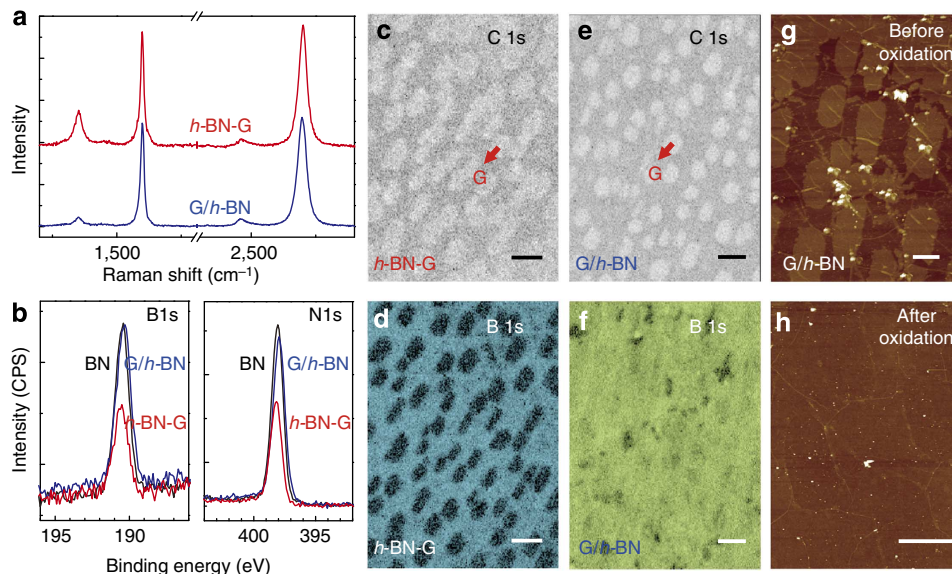 a
Intensity
h-BN-G
G/h-BN
1,500
2,500
Raman shift (cm⁻¹)
b
B1s
BN
G/h-BN
h-BN-G
N1s
BN
G/h-BN
h-BN-G
Intensity (CPS)
195
190
400
395
Binding energy (eV)
c
C 1s
G
h-BN-G
d
B 1s
h-BN-G
e
C 1s
G
G/h-BN
f
B 1s
G/h-BN
g
Before
oxidation
G/h-BN
h
After
oxidation